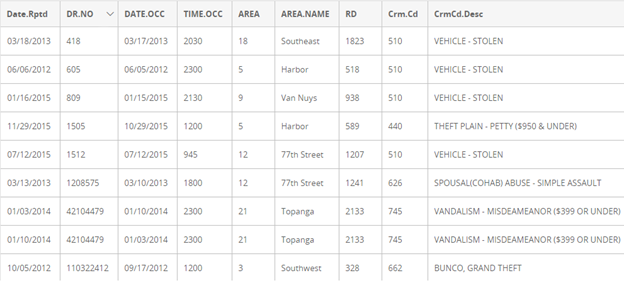 Date.Rptd DR.NO DATE.OCC TIME.OCC AREA AREA.NAME RD Crm.Cd CrmCd.Desc
03/18/2013 418 03/17/2013 2030 18 Southeast 1823 510 VEHICLE - STOLEN
06/06/2012 605 06/05/2012 2300 5 Harbor 518 510 VEHICLE - STOLEN
01/16/2015 809 01/15/2015 2130 9 Van Nuys 938 510 VEHICLE - STOLEN
11/29/2015 1505 10/29/2015 1200 5 Harbor 589 440 THEFT PLAIN - PETTY ($950 & UNDER)
07/12/2015 1512 07/12/2015 945 12 77th Street 1207 510 VEHICLE - STOLEN
03/13/2013 1208575 03/10/2013 1800 12 77th Street 1241 626 SPOUSAL(COHAB) ABUSE - SIMPLE ASSAULT
01/03/2014 42104479 01/10/2014 2300 21 Topanga 2133 745 VANDALISM - MISDEAMEANOR ($399 OR UNDER)
01/10/2014 42104479 01/03/2014 2300 21 Topanga 2133 745 VANDALISM - MISDEAMEANOR ($399 OR UNDER)
10/05/2012 110322412 09/17/2012 1200 3 Southwest 328 662 BUNCO, GRAND THEFT